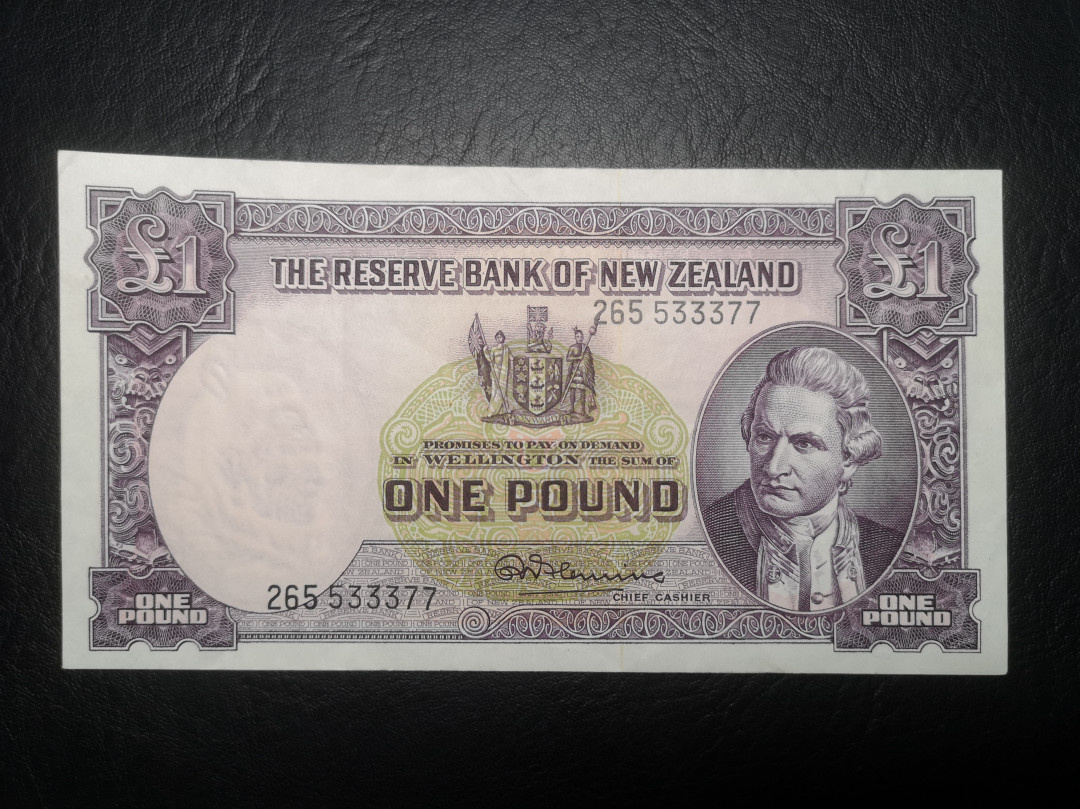 £1
£1
THE RESERVE BANK OF NEW ZEALAND
265 533377
ONWARD
PROMISES TO PAY ON DEMAND
IN WELLINGTON THE SUM OF
ONE POUND
265 533377
CHIEF CASHIER
ONE
POUND
ONE
POUND